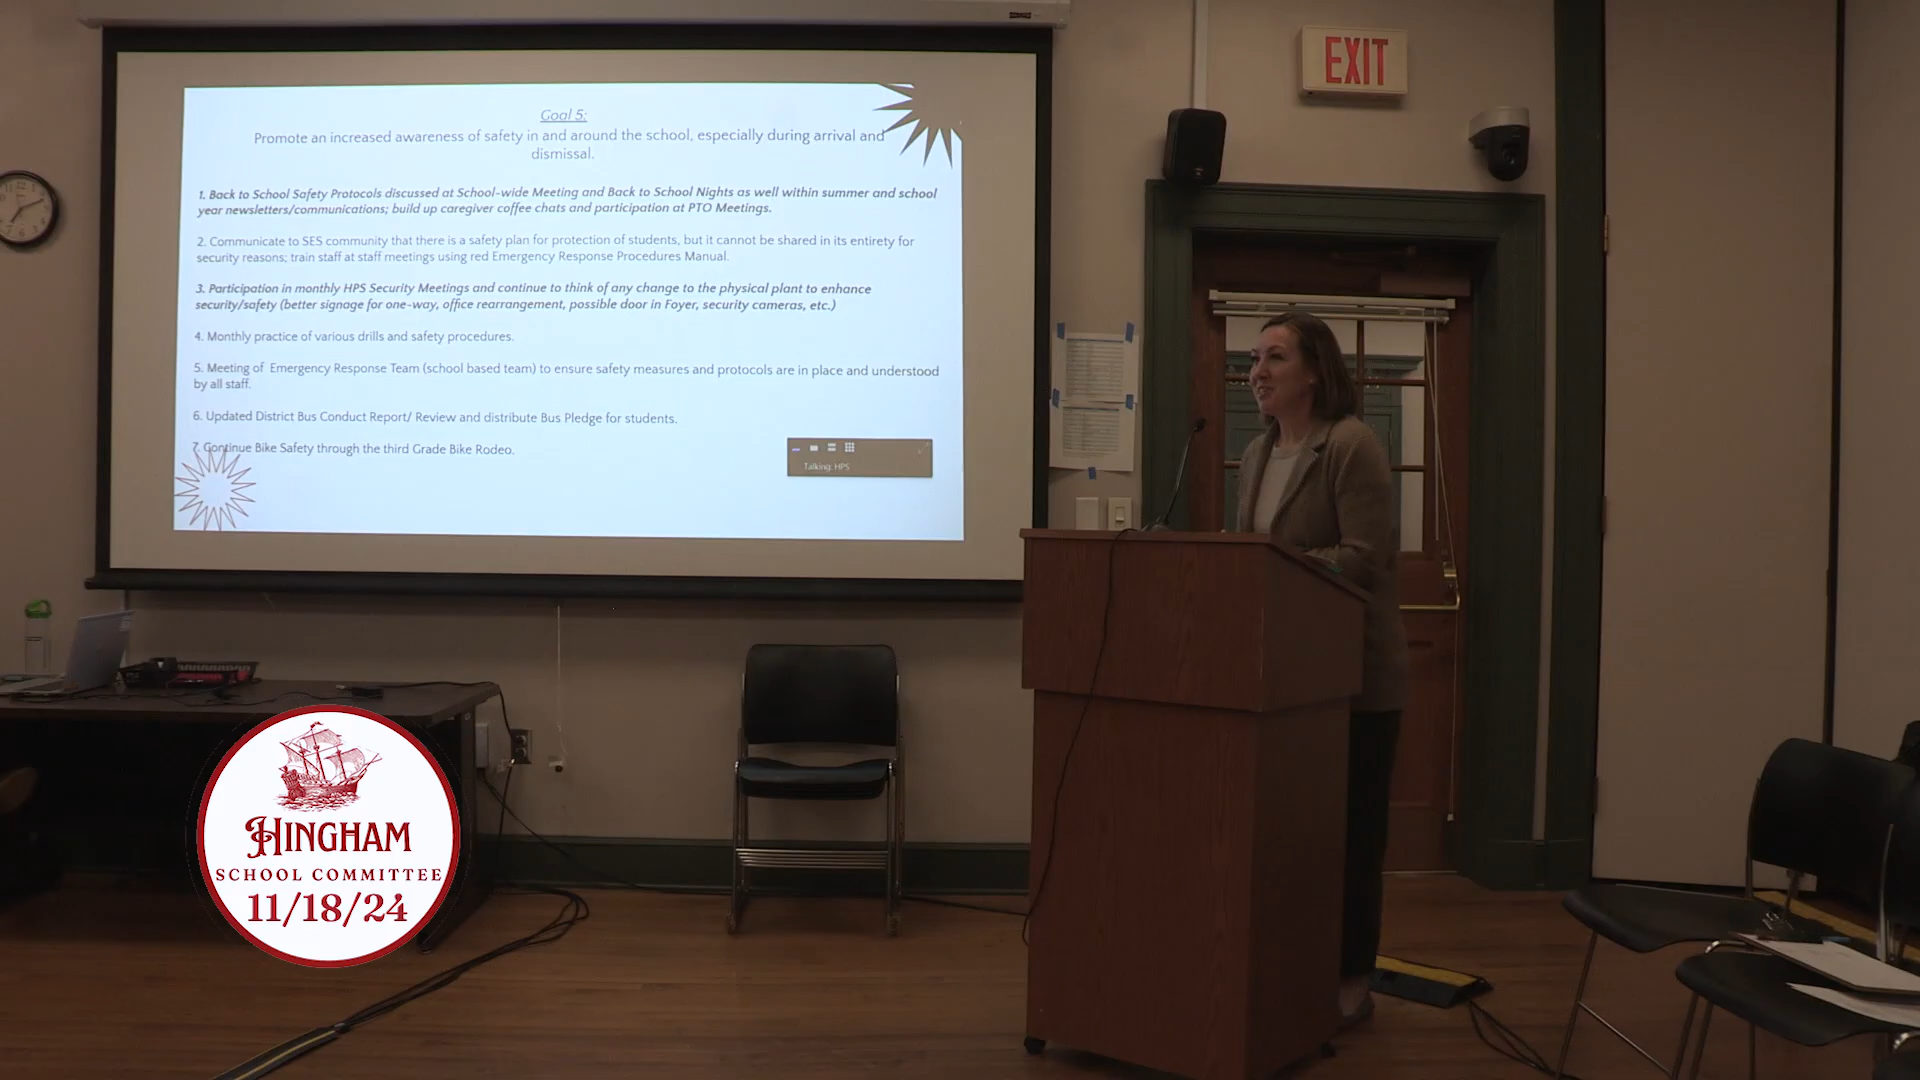 Goal 5:
Promote an increased awareness of safety in and around the school, especially during arrival and
dismissal.
1. Back to School Safety Protocols discussed at School-wide Meeting and Back to School Nights as well within summer and school
year newsletters/communications; build up caregiver coffee chats and participation at PTO Meetings.
2. Communicate to SES community that there is a safety plan for protection of students, but it cannot be shared in its entirety for
security reasons; train staff at staff meetings using red Emergency Response Procedures Manual.
3. Participation in monthly HPS Security Meetings and continue to think of any change to the physical plant to enhance
security/safety (better signage for one-way, office rearrangement, possible door in Foyer, security cameras, etc.)
4. Monthly practice of various drills and safety procedures.
5. Meeting of Emergency Response Team (school based team) to ensure safety measures and protocols are in place and understood
by all staff.
6. Updated District Bus Conduct Report/ Review and distribute Bus Pledge for students.
7. Continue Bike Safety through the third Grade Bike Rodeo.
Talking: HPS
EXIT
HINGHAM
SCHOOL COMMITTEE
11/18/24